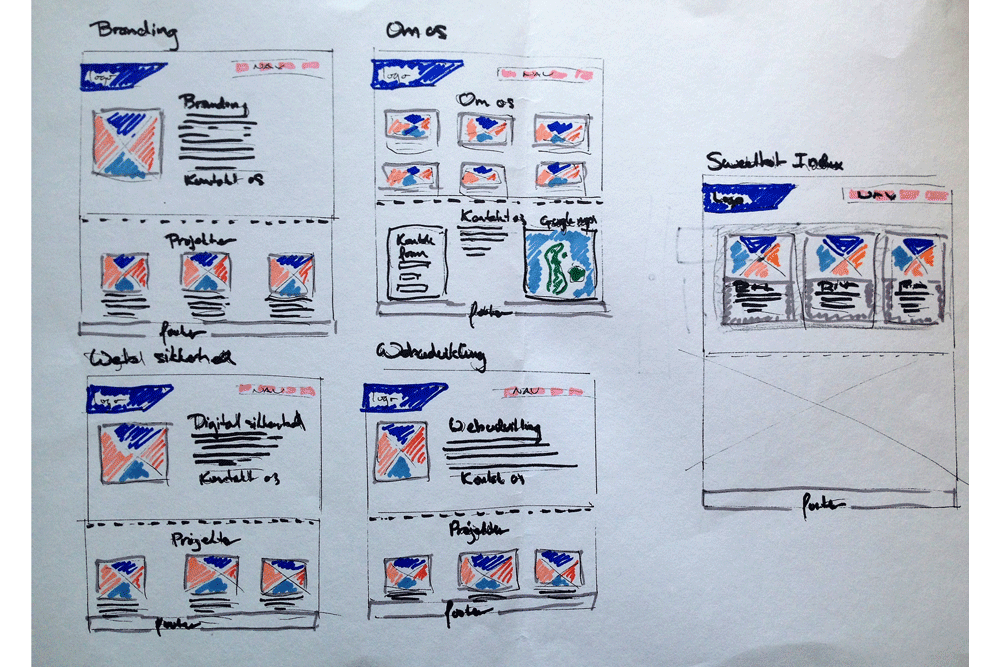 Branding
Logo
NAV
Branding
Kontakt os
Projekter
footer
Om os
Logo
NAV
Om os
Kontakt os
Kontakt
form
Google maps
footer
Index
Logo
NAV
footer
Digital sikkerhed
Logo
NAV
Digital sikkerhed
Kontakt os
Projekter
footer
Webudvikling
Logo
NAV
Webudvikling
Kontakt os
Projekter
footer